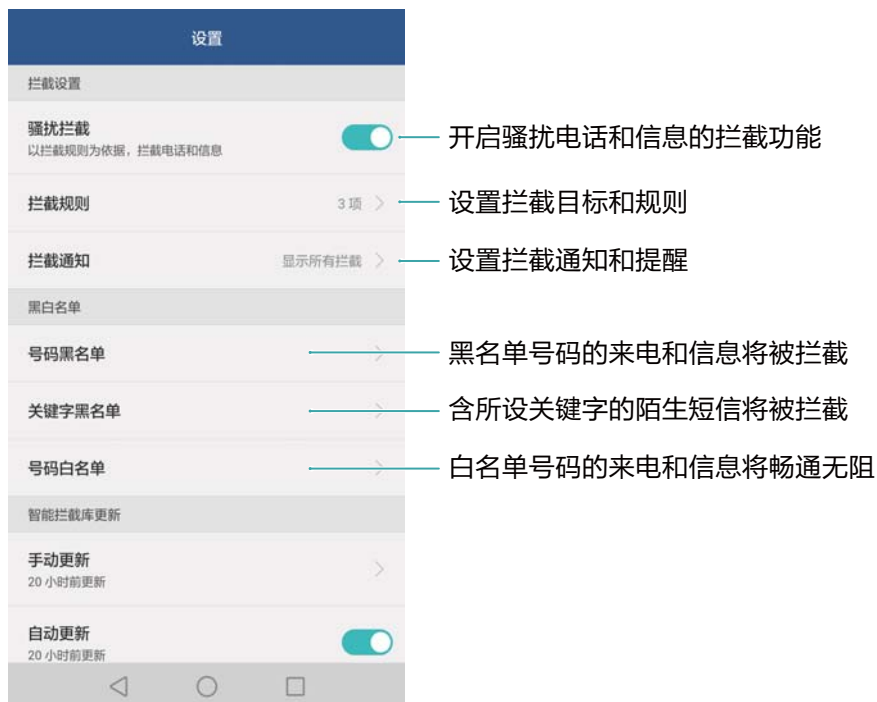 设置
拦截设置
骚扰拦截
以拦截规则为依据，拦截电话和信息
开启骚扰电话和信息的拦截功能
拦截规则
3 项
设置拦截目标和规则
拦截通知
显示所有拦截
设置拦截通知和提醒
黑白名单
号码黑名单
黑名单号码的来电和信息将被拦截
关键字黑名单
含所设关键字的陌生短信将被拦截
号码白名单
白名单号码的来电和信息将畅通无阻
智能拦截库更新
手动更新
20 小时前更新
自动更新
20 小时前更新